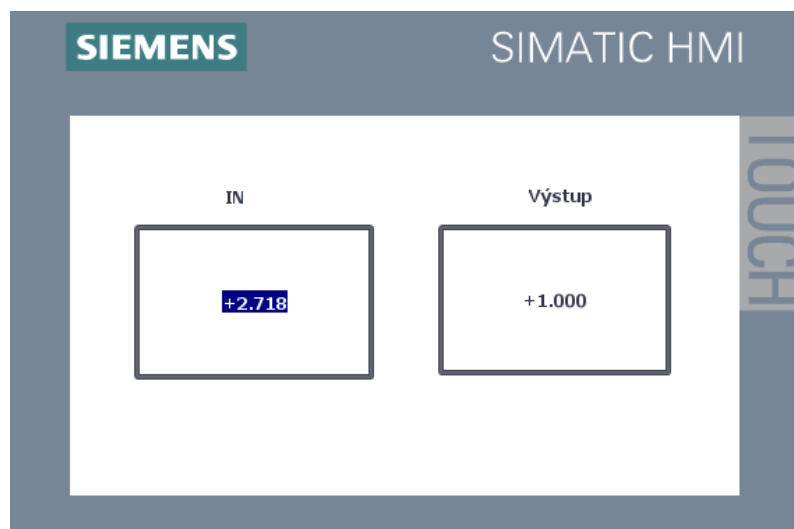 SIEMENS
SIMATIC HMI
TOUCH
IN
Výstup
+2.718
+1.000